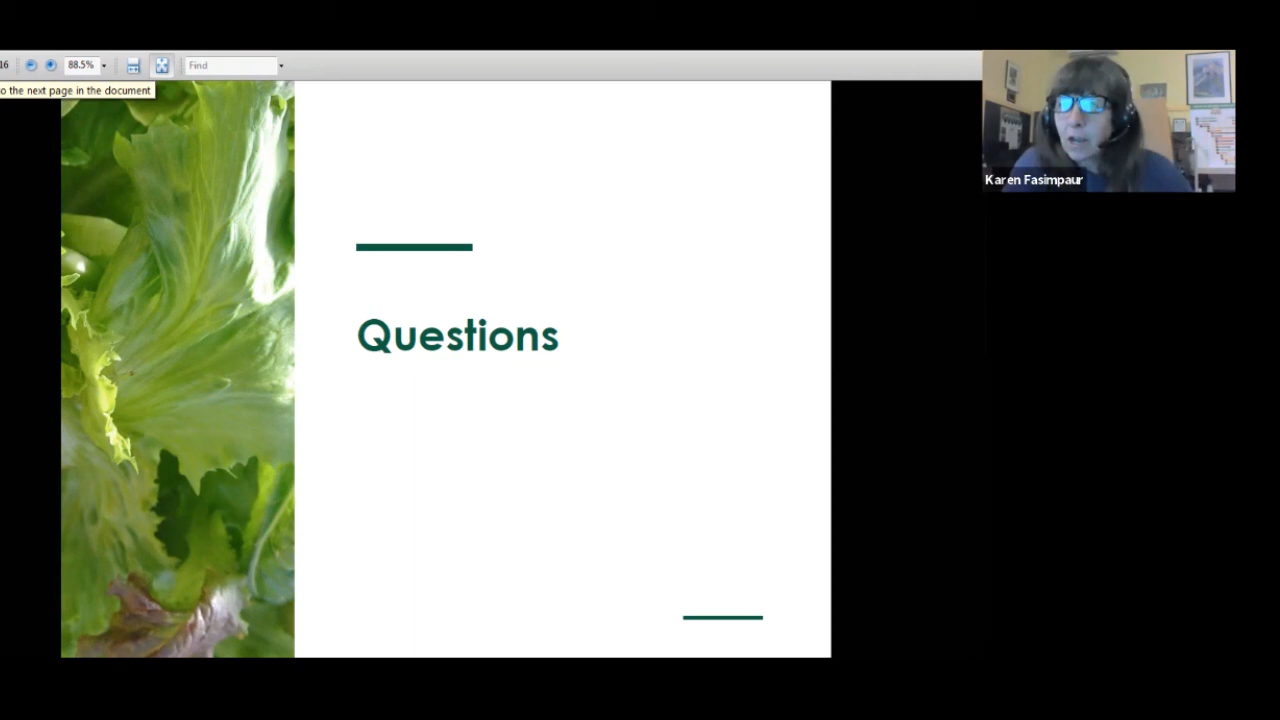 16
88.5%
Find
o the next page in the document
Karen Fasimpaur
Questions